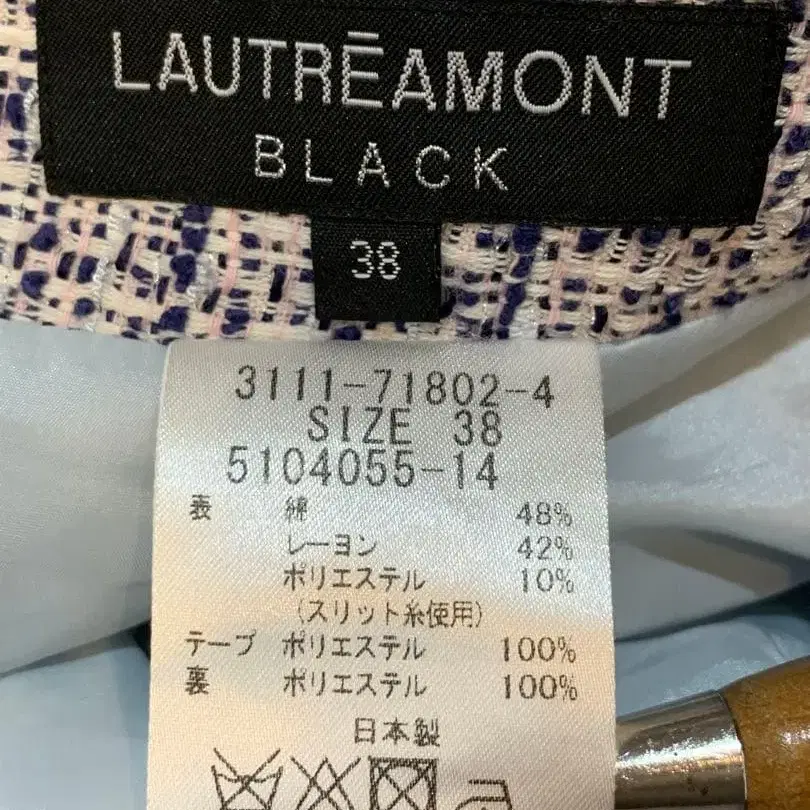 LAUTRĒAMONT
BLACK
38
3111-71802-4
SIZE 38
5104055-14
表 綿 48%
レーヨン 42%
ポリエステル 10%
(スリット糸使用)
テープ ポリエステル 100%
裏 ポリエステル 100%
日本製